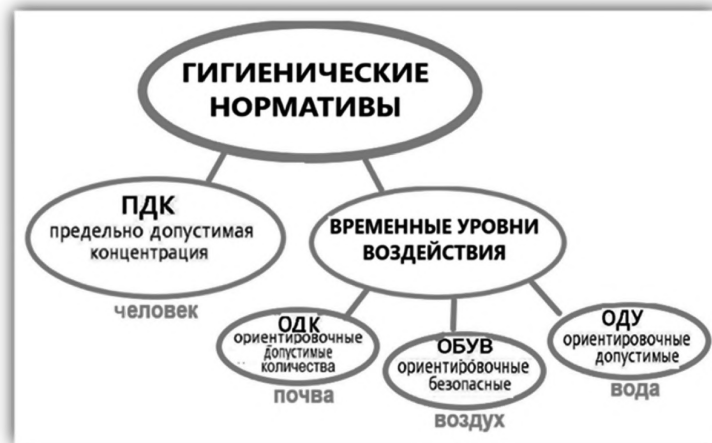 ГИГИЕНИЧЕСКИЕ
НОРМАТИВЫ
ПДК
предельно допустимая
концентрация
человек
ВРЕМЕННЫЕ УРОВНИ
ВОЗДЕЙСТВИЯ
ОДК
ориентировочные
допустимые
количества
почва
ОБУВ
ориентировочные
безопасные
воздух
ОДУ
ориентировочные
допустимые
вода